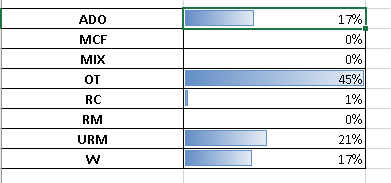 ADO 17%
MCF 0%
MIX 0%
OT 45%
RC 1%
RM 0%
URM 21%
W 17%